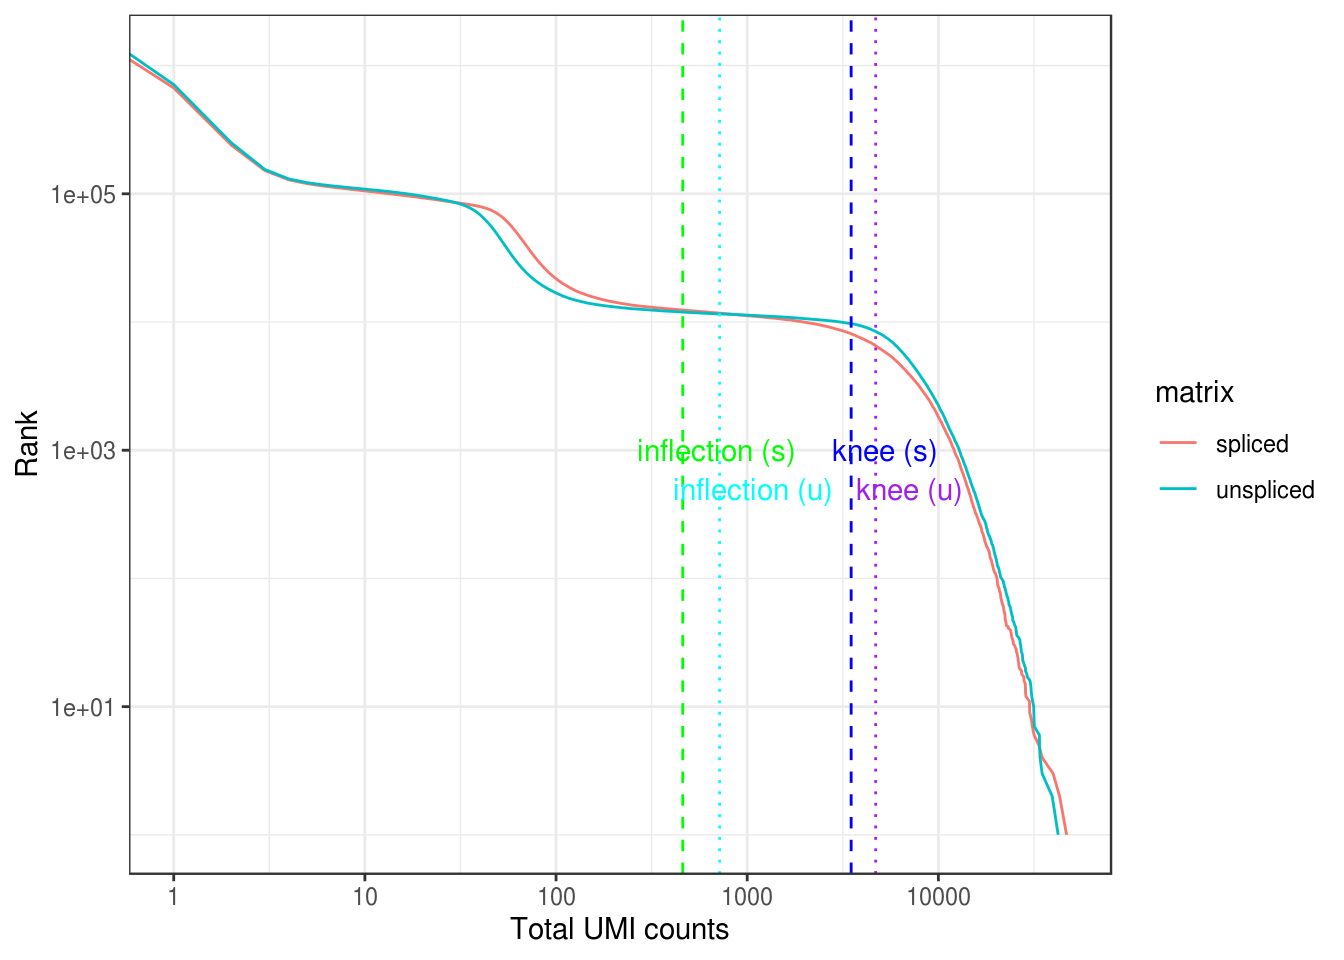 1e+05
1e+03
1e+01
Rank
inflection (s)
knee (s)
inflection (u)
knee (u)
matrix
spliced
unspliced
1
10
100
1000
10000
Total UMI counts